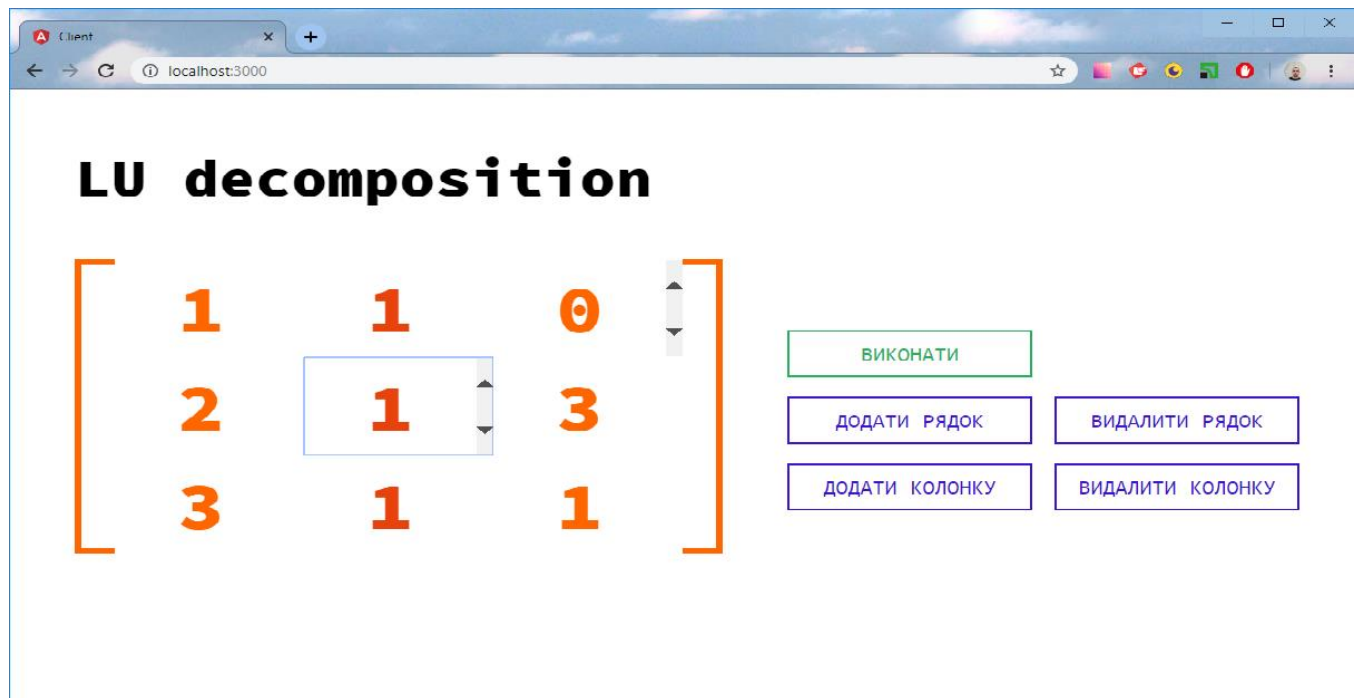 Client
localhost:3000
LU decomposition
1 1 0
2 1 3
3 1 1
ВИКОНАТИ
ДОДАТИ РЯДОК ВИДАЛИТИ РЯДОК
ДОДАТИ КОЛОНКУ ВИДАЛИТИ КОЛОНКУ